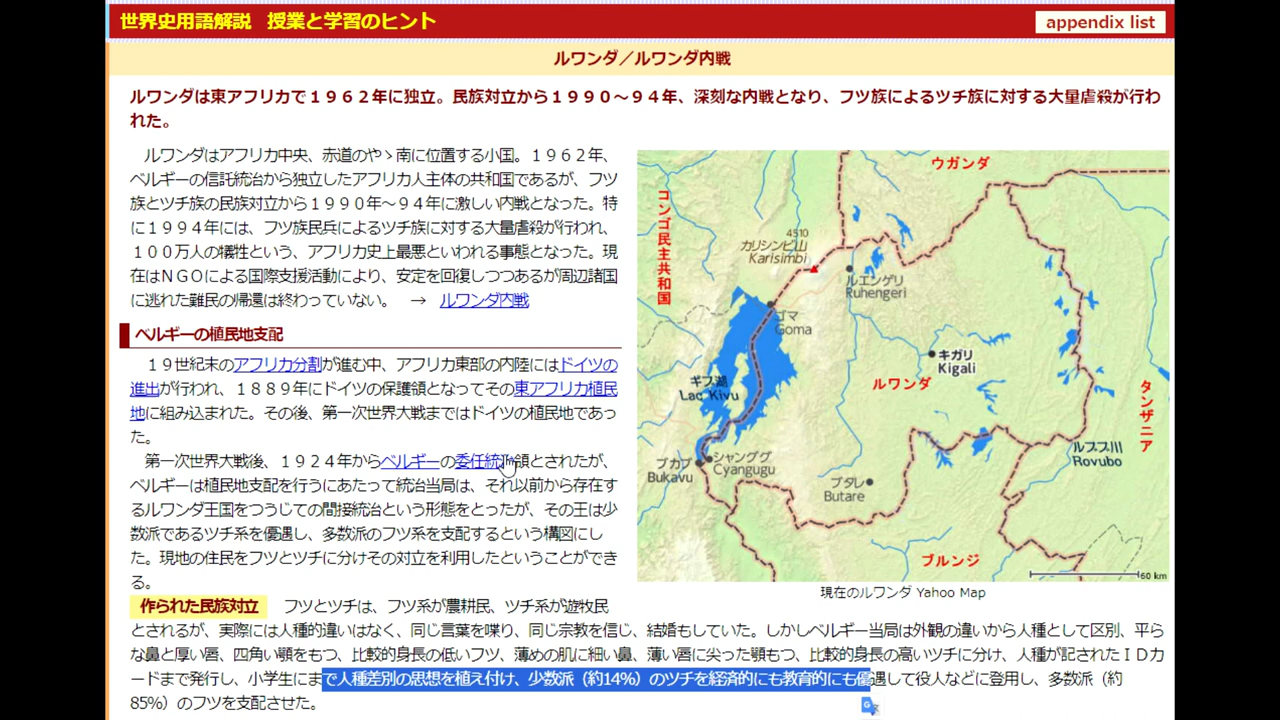 世界史用語解説　授業と学習のヒント
appendix list
ルワンダ／ルワンダ内戦
ルワンダは東アフリカで１９６２年に独立。民族対立から１９９０～９４年、深刻な内戦となり、フツ族によるツチ族に対する大量虐殺が行わ
れた。
ルワンダはアフリカ中央、赤道のやゝ南に位置する小国。１９６２年、
ベルギーの信託統治から独立したアフリカ人主体の共和国であるが、フツ
族とツチ族の民族対立から１９９０年～９４年に激しい内戦となった。特
に１９９４年には、フツ族民兵によるツチ族に対する大量虐殺が行われ、
１００万人の犠牲という、アフリカ史上最悪といわれる事態となった。現
在はＮＧＯによる国際支援活動により、安定を回復しつつあるが周辺諸国
に逃れた難民の帰還は終わっていない。　→　ルワンダ内戦
ベルギーの植民地支配
１９世紀末のアフリカ分割が進む中、アフリカ東部の内陸にはドイツの
進出が行われ、１８８９年にドイツの保護領となってその東アフリカ植民
地に組み込まれた。その後、第一次世界大戦まではドイツの植民地であっ
た。
第一次世界大戦後、１９２４年からベルギーの委任統治領とされたが、
ベルギーは植民地支配を行うにあたって統治当局は、それ以前から存在す
るルワンダ王国をつうじての間接統治という形態をとったが、その王は少
数派であるツチ系を優遇し、多数派のフツ系を支配するという構図にし
た。現地の住民をフツとツチに分けその対立を利用したということができ
る。
作られた民族対立　フツとツチは、フツ系が農耕民、ツチ系が遊牧民
とされるが、実際には人種的違いはなく、同じ言葉を喋り、同じ宗教を信じ、結婚もしていた。しかしベルギー当局は外観の違いから人種として区別、平ら
な鼻と厚い唇、四角い顎をもつ、比較的身長の低いフツ、薄めの肌に細い鼻、薄い唇に尖った顎もつ、比較的身長の高いツチに分け、人種が記されたＩＤカ
ードまで発行し、小学生にまで人種差別の思想を植え付け、少数派（約14%）のツチを経済的にも教育的にも優遇して役人などに登用し、多数派（約
85%）のフツを支配させた。
ウガンダ
コンゴ民主共和国
4510
カリシンビ山
Karisimbi
ルエンゲリ
Ruhengeri
ゴマ
Goma
キガリ
Kigali
ルワンダ
キブ湖
Lac Kivu
タンザニア
ルブブ川
Rovubo
ブカブ
Bukavu
シャンググ
Cyangugu
ブタレ
Butare
ブルンジ
60 km
現在のルワンダ Yahoo Map